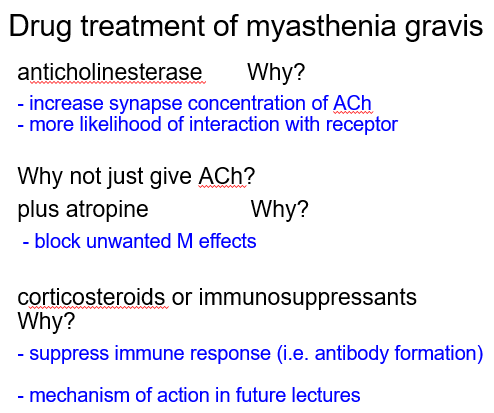 Drug treatment of myasthenia gravis
anticholinesterase Why?
- increase synapse concentration of ACh
- more likelihood of interaction with receptor
Why not just give ACh?
plus atropine Why?
- block unwanted M effects
corticosteroids or immunosuppressants
Why?
- suppress immune response (i.e. antibody formation)
- mechanism of action in future lectures